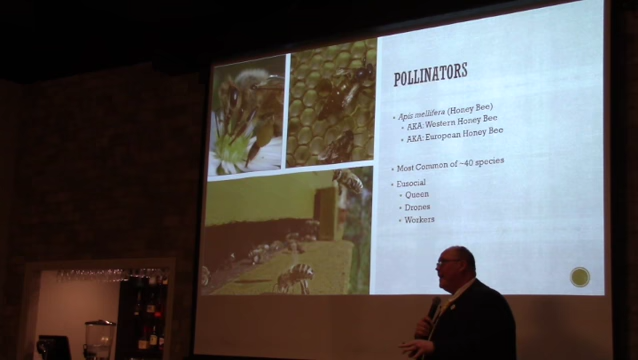 POLLINATORS
Apis mellifera (Honey Bee)
AKA: Western Honey Bee
AKA: European Honey Bee
Most Common of ~40 species
Eusocial
Queen
Drones
Workers